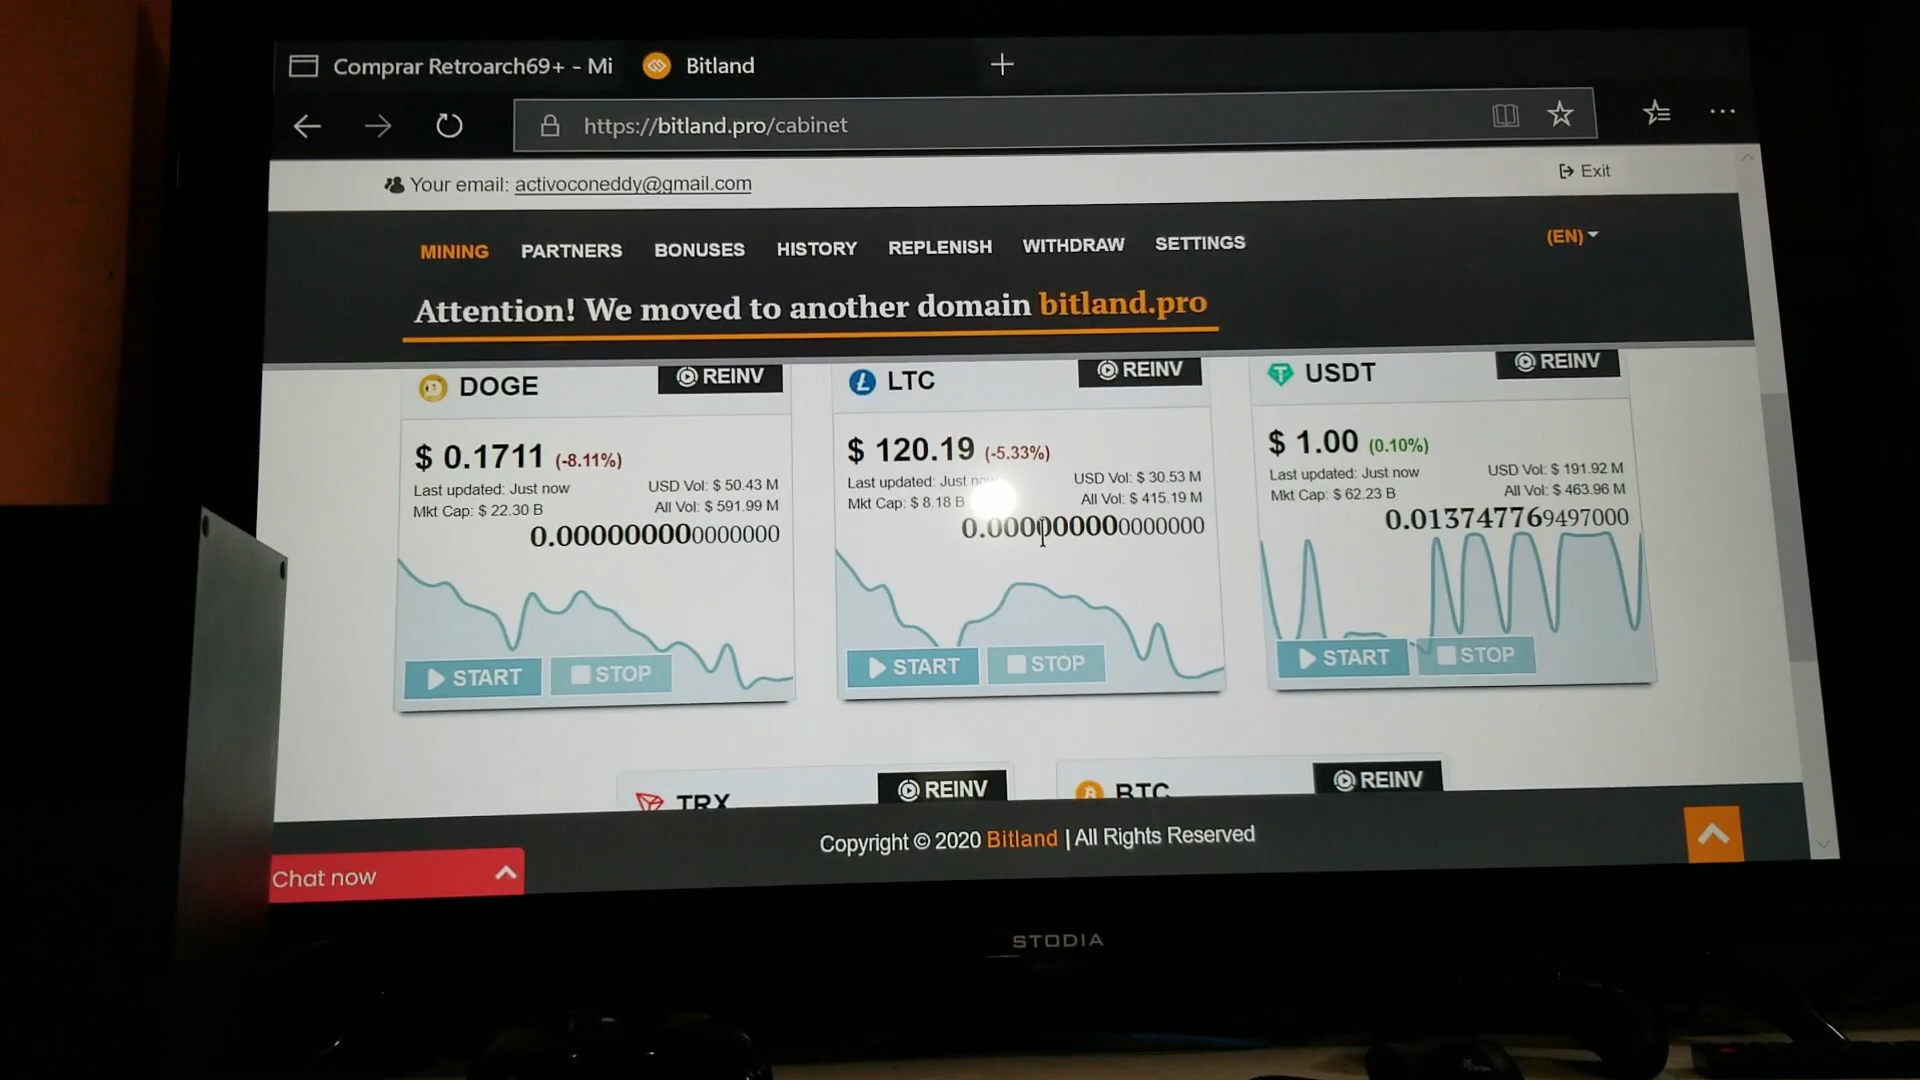 Comprar Retroarch69+ - Mi
Bitland
https://bitland.pro/cabinet
Your email: activoconeddy@gmail.com
Exit
MINING PARTNERS BONUSES HISTORY REPLENISH WITHDRAW SETTINGS
(EN)
Attention! We moved to another domain bitland.pro
DOGE
REINV
$ 0.1711 (-8.11%)
Last updated: Just now
USD Vol: $ 50.43 M
Mkt Cap: $ 22.30 B
All Vol: $ 591.99 M
0.000000000000000
START
STOP
LTC
REINV
$ 120.19 (-5.33%)
Last updated: Just now
USD Vol: $ 30.53 M
Mkt Cap: $ 8.18 B
All Vol: $ 415.19 M
0.000000000000000
START
STOP
USDT
REINV
$ 1.00 (0.10%)
Last updated: Just now
USD Vol: $ 191.92 M
Mkt Cap: $ 62.23 B
All Vol: $ 463.96 M
0.013747769497000
START
STOP
TRX
REINV
BTC
REINV
Copyright © 2020 Bitland | All Rights Reserved
Chat now
STODIA